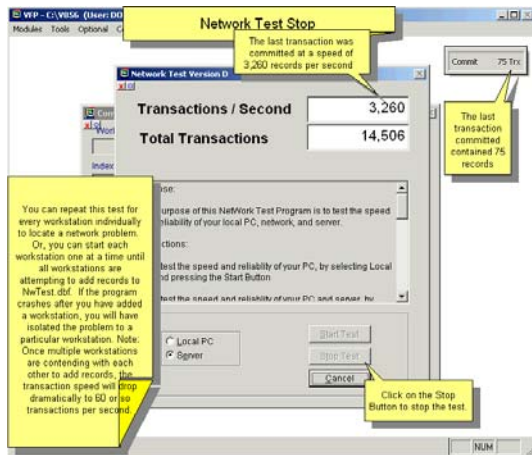 VFP - C:\VB56 (User: DO
Network Test Stop
Modules Tools Optional
The last transaction was
committed at a speed of
3,260 records per second
Commit 75 Trx
Network Test Version D
Transactions / Second 3,260
Total Transactions 14,506
The last
transaction
committed
contained 75
records
Com
Work
Index
ose:
urpose of this NetWork Test Program is to test the speed
eliability of your local PC, network, and server.
ctions:
test the speed and reliablity of your PC, by selecting Local
nd pressing the Start Button
test the speed and reliablity of your PC and server, by
You can repeat this test for
every workstation individually
to locate a network problem.
Or, you can start each
workstation one at a time until
all workstations are
attempting to add records to
NwTest.dbf. If the program
crashes after you have added
a workstation, you will have
isolated the problem to a
particular workstation. Note:
Once multiple workstations
are contending with each
other to add records, the
transaction speed will drop
dramatically to 60 or so
transactions per second.
Local PC
Server
Start Test
Stop Test
Cancel
Click on the Stop
Button to stop the test.
NUM